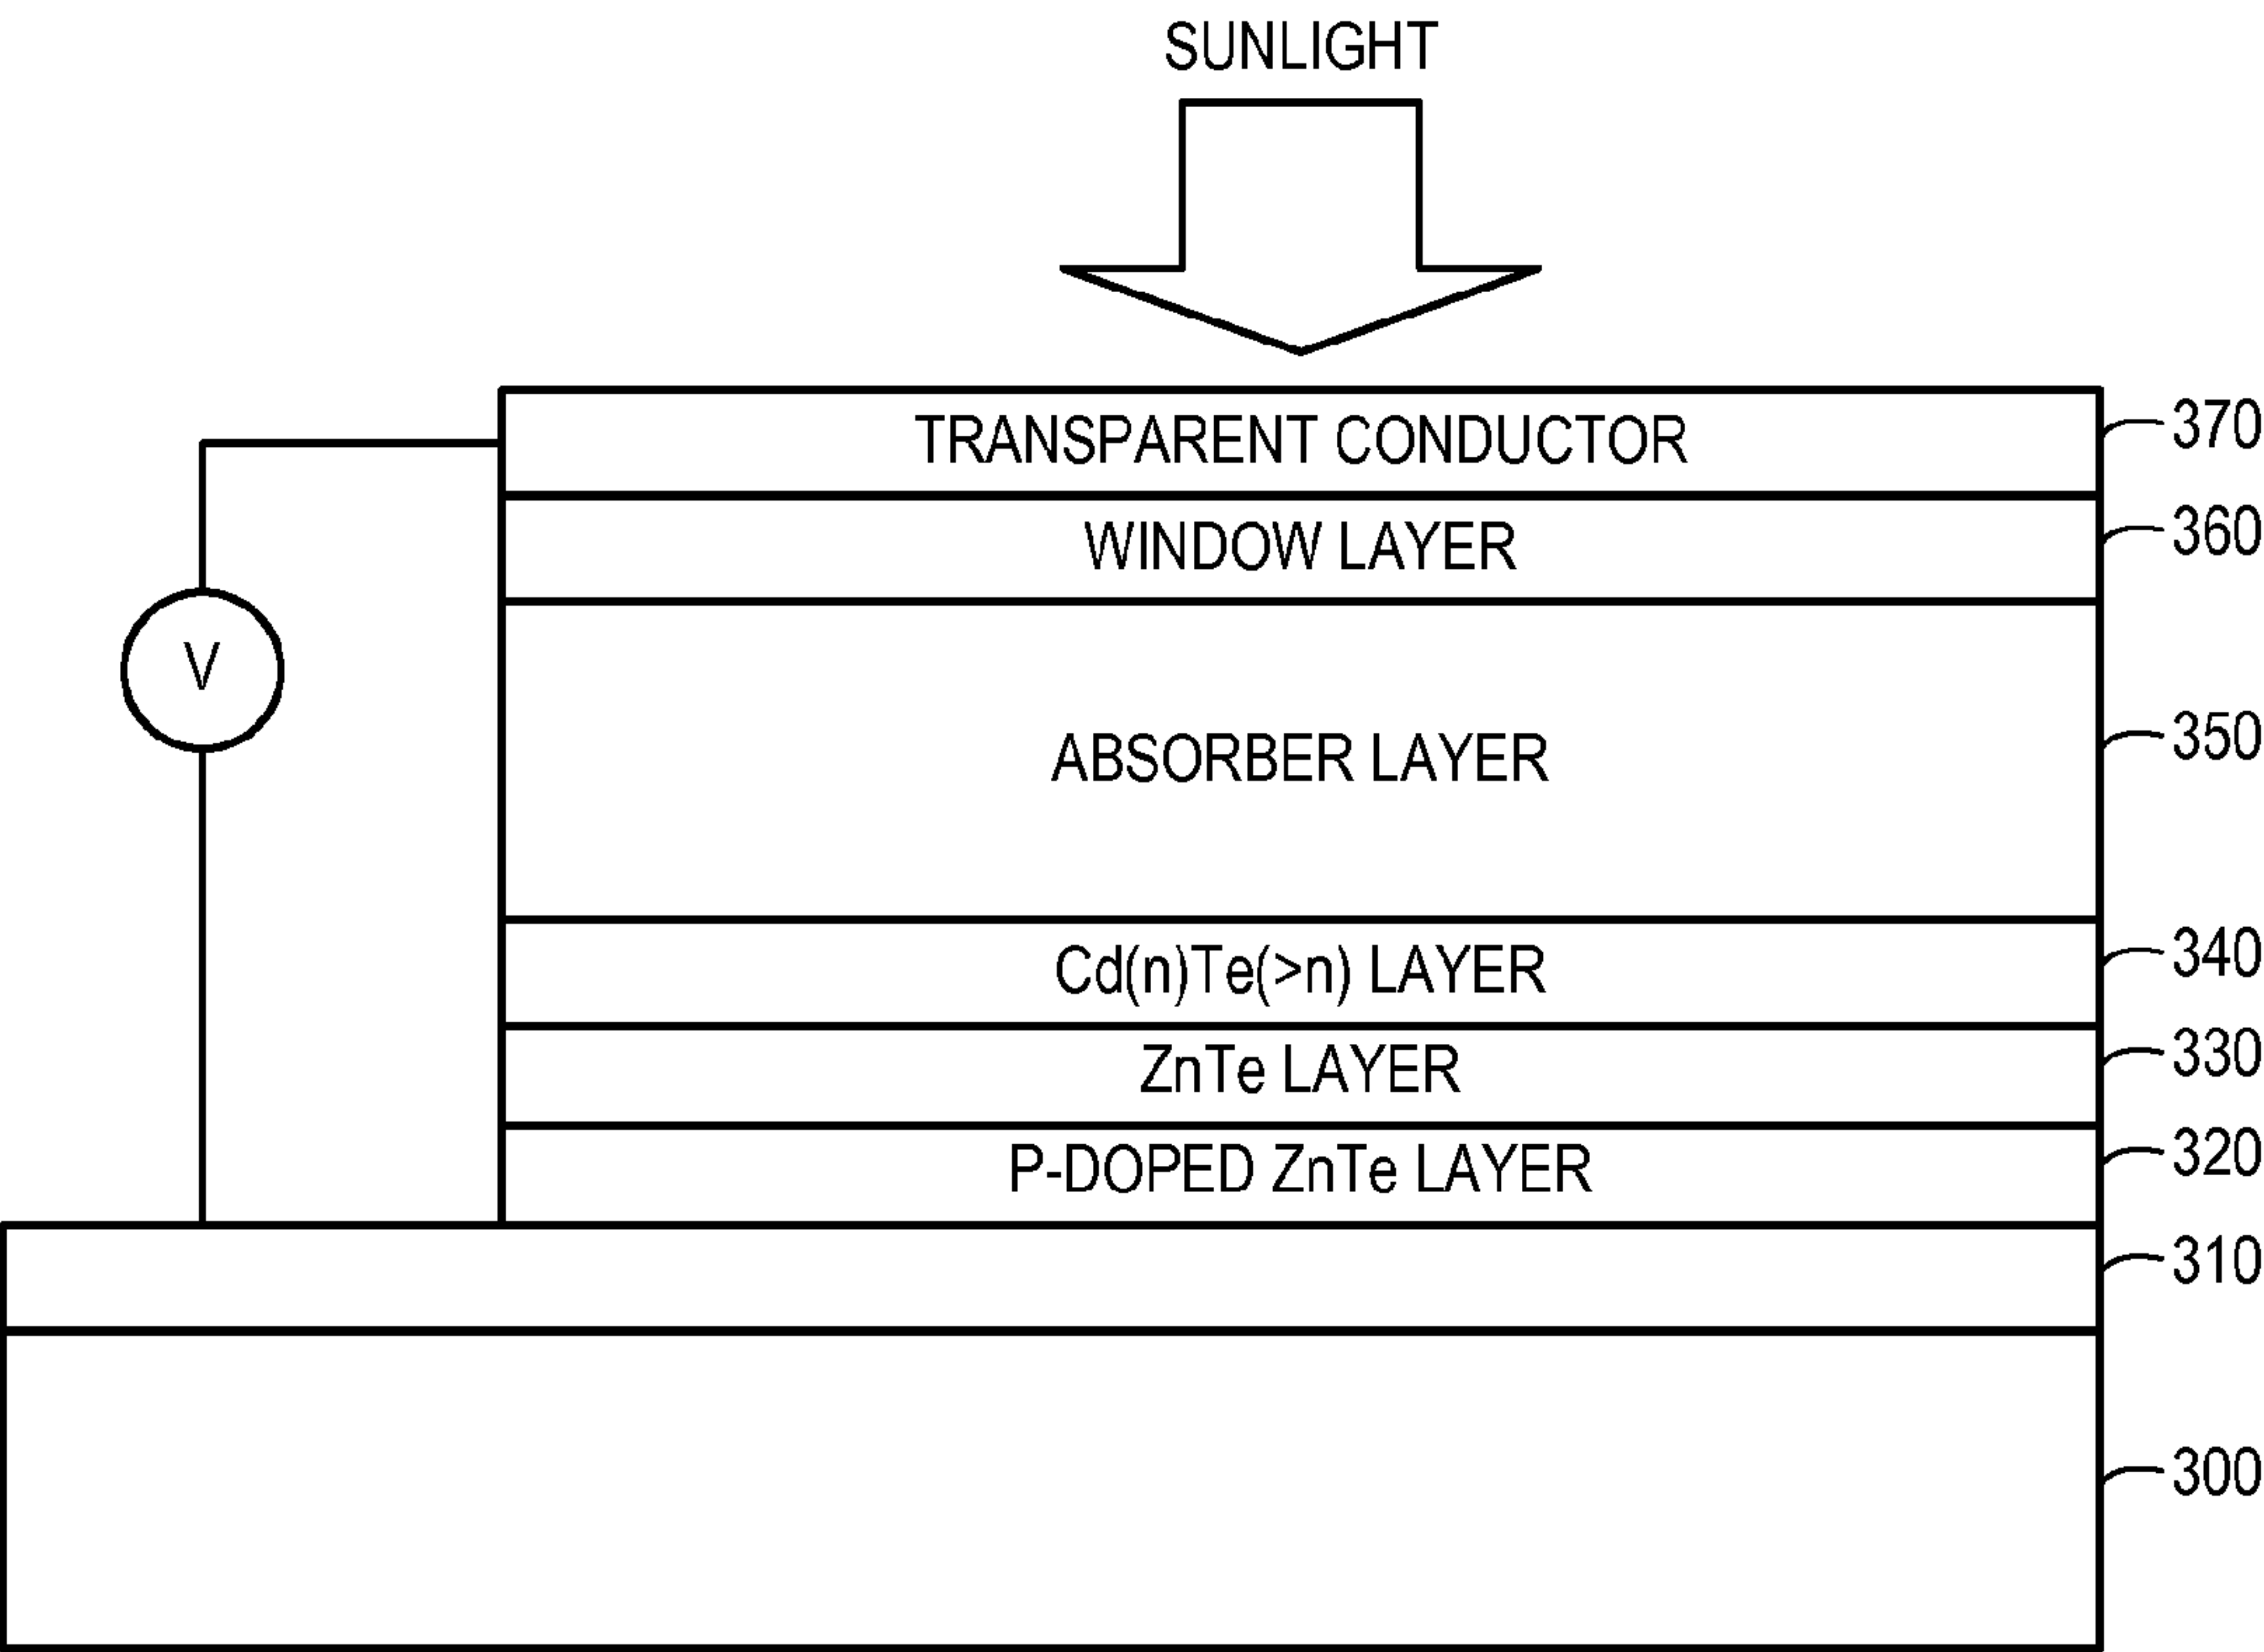 SUNLIGHT
TRANSPARENT CONDUCTOR 370
WINDOW LAYER 360
V
ABSORBER LAYER 350
Cd(n)Te(>n) LAYER 340
ZnTe LAYER 330
P-DOPED ZnTe LAYER 320
310
300